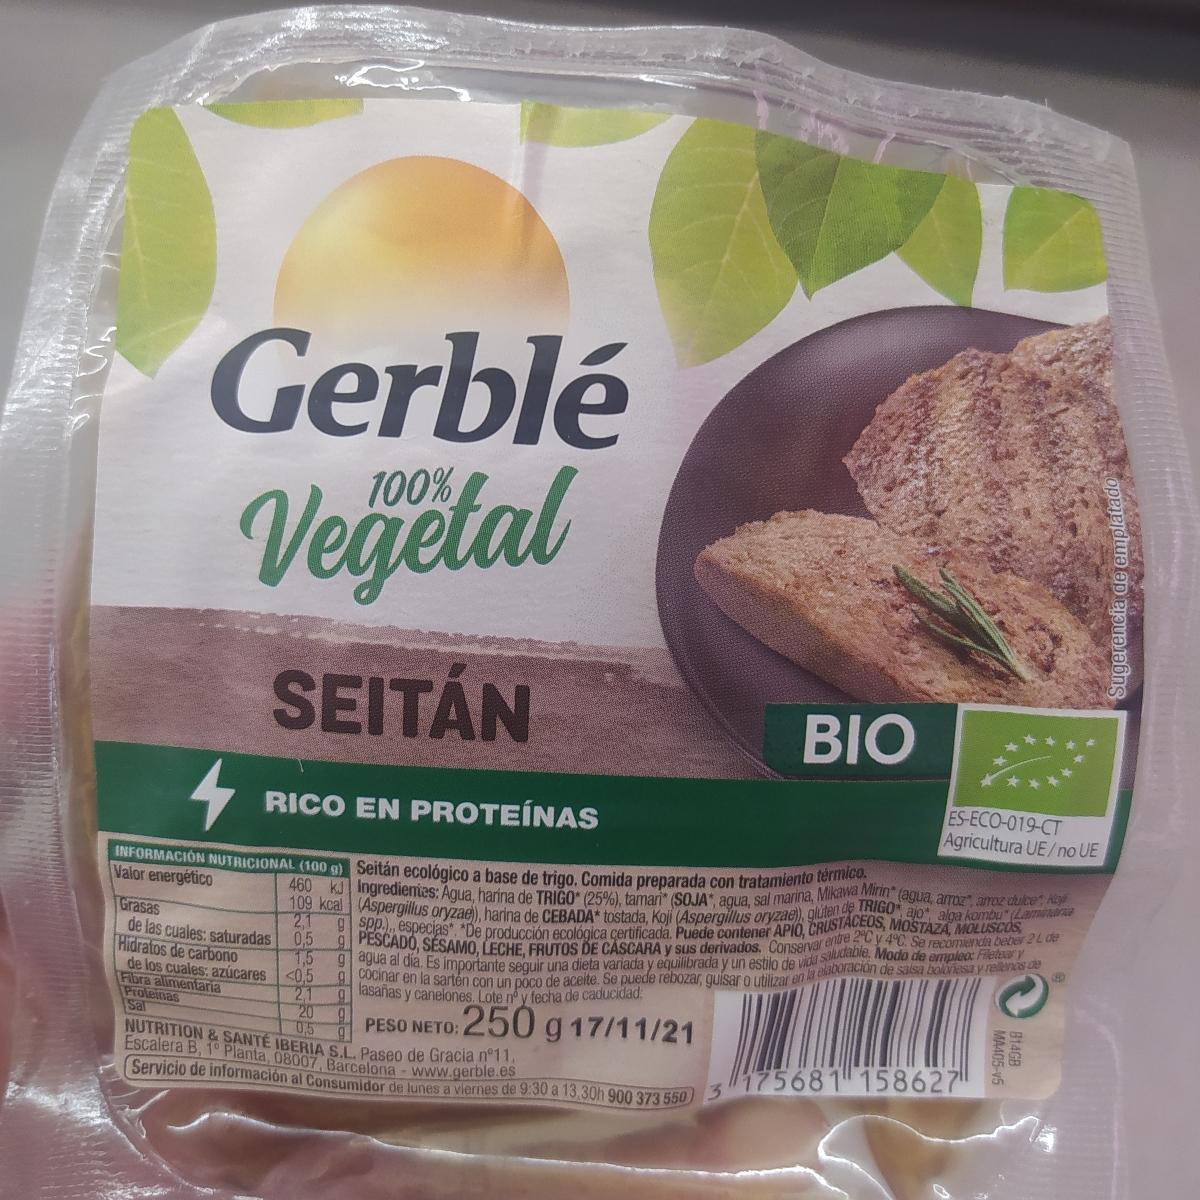 Gerblé
100%
Vegetal
SEITÁN
Sugerencia de emplatado
BIO
RICO EN PROTEÍNAS
ES-ECO-019-CT
Agricultura UE/no UE
INFORMACIÓN NUTRICIONAL (100 g)
Valor energético 460 kJ
109 kcal
Grasas 2,1 g
de las cuales: saturadas 0,5 g
Hidratos de carbono 1,5 g
de los cuales: azúcares <0,5 g
Fibra alimentaria 2,1 g
Proteínas 20 g
Sal 0,5 g
Seitán ecológico a base de trigo. Comida preparada con tratamiento térmico.
Ingredientes: Agua, harina de TRIGO* (25%), tamari* (SOJA*, agua, sal marina, Mikawa Mirin* (agua, arroz*, arroz dulce*, Koji
(Aspergillus oryzae)), harina de CEBADA* tostada, Koji (Aspergillus oryzae)), gluten de TRIGO*, ajo*, alga kombu* (Laminaria
spp.), especias*. *De producción ecológica certificada. Puede contener APIO, CRUSTÁCEOS, MOSTAZA, MOLUSCOS,
PESCADO, SÉSAMO, LECHE, FRUTOS DE CÁSCARA y sus derivados. Conservar entre 2ºC y 4ºC. Se recomienda beber 2 L de
agua al día. Es importante seguir una dieta variada y equilibrada y un estilo de vida saludable. Modo de empleo: Filetear y
cocinar en la sartén con un poco de aceite. Se puede rebozar, guisar o utilizar en la elaboración de salsa boloñesa y rellenos de
lasañas y canelones. Lote nº y fecha de caducidad:
PESO NETO: 250 g 17/11/21
NUTRITION & SANTÉ IBERIA S.L. Paseo de Gracia nº11,
Escalera B, 1º Planta, 08007, Barcelona - www.gerble.es
Servicio de información al Consumidor de lunes a viernes de 9:30 a 13,30h 900 373 550
3 175681 158627
B14GB
MA405-v5